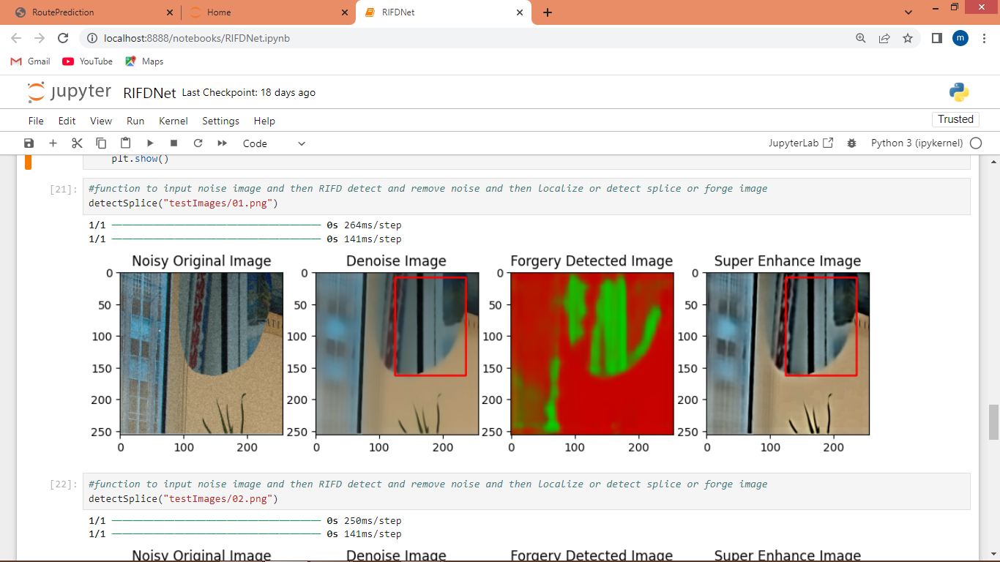 RoutePrediction
Home
RIFDNet
localhost:8888/notebooks/RIFDNet.ipynb
m
Gmail
YouTube
Maps
jupyter RIFDNet Last Checkpoint: 18 days ago
File Edit View Run Kernel Settings Help
Trusted
Code
JupyterLab
Python 3 (ipykernel)
plt.show()
[21]: #function to input noise image and then RIFD detect and remove noise and then localize or detect splice or forge image
detectSplice("testImages/01.png")
1/1 0s 264ms/step
1/1 0s 141ms/step
Noisy Original Image Denoise Image Forgery Detected Image Super Enhance Image
0 0 0 0
50 50 50 50
100 100 100 100
150 150 150 150
200 200 200 200
250 250 250 250
0 100 200 0 100 200 0 100 200 0 100 200
[22]: #function to input noise image and then RIFD detect and remove noise and then localize or detect splice or forge image
detectSplice("testImages/02.png")
1/1 0s 250ms/step
1/1 0s 141ms/step
Noisy Original Image Denoise Image Forgery Detected Image Super Enhance Image